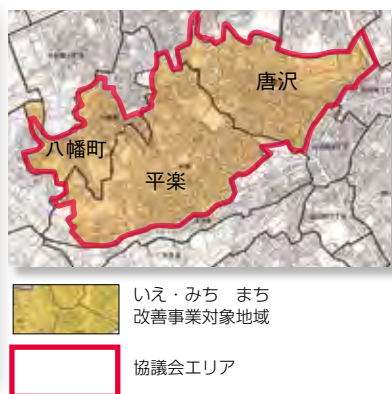 唐沢
八幡町
平楽
いえ・みち まち
改善事業対象地域
協議会エリア